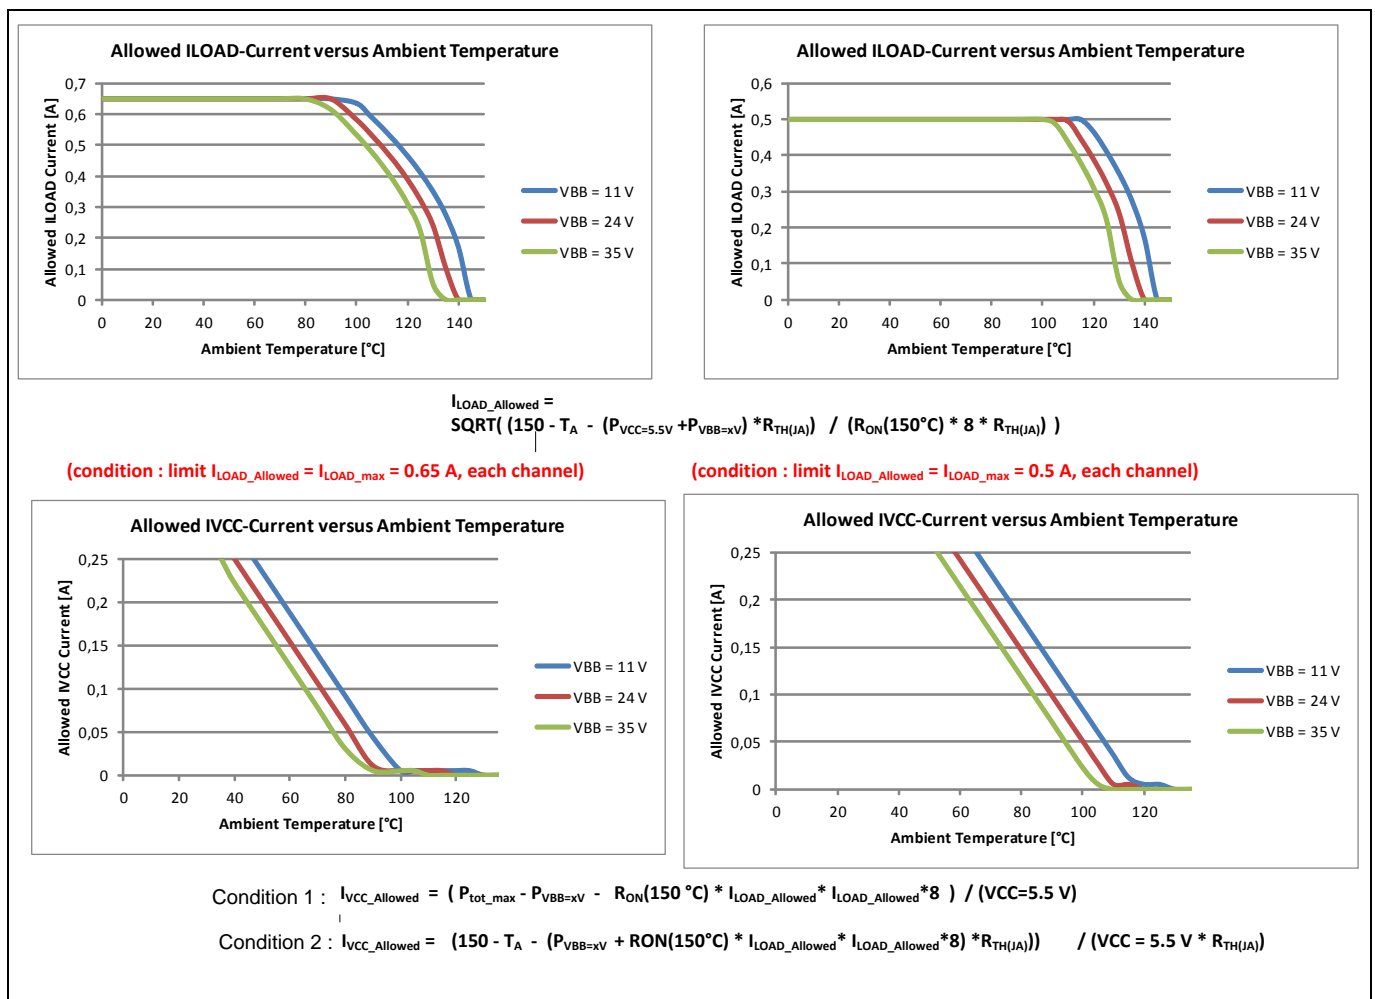 Allowed ILOAD-Current versus Ambient Temperature
Allowed ILOAD Current [A]
0,7
0,6
0,5
0,4
0,3
0,2
0,1
0
0 20 40 60 80 100 120 140
Ambient Temperature [°C]
VBB = 11 V
VBB = 24 V
VBB = 35 V
Allowed ILOAD-Current versus Ambient Temperature
Allowed ILOAD Current [A]
0,6
0,5
0,4
0,3
0,2
0,1
0
0 20 40 60 80 100 120 140
Ambient Temperature [°C]
VBB = 11 V
VBB = 24 V
VBB = 35 V
ILOAD_Allowed =
SQRT( (150 - TA - (PVCC=5.5V +PVBB=xV) *RTH(JA)) / (RON(150°C) * 8 * RTH(JA)) )
(condition : limit ILOAD_Allowed = ILOAD_max = 0.65 A, each channel)
(condition : limit ILOAD_Allowed = ILOAD_max = 0.5 A, each channel)
Allowed IVCC-Current versus Ambient Temperature
Allowed IVCC Current [A]
0,25
0,2
0,15
0,1
0,05
0
0 20 40 60 80 100 120
Ambient Temperature [°C]
VBB = 11 V
VBB = 24 V
VBB = 35 V
Allowed IVCC-Current versus Ambient Temperature
Allowed IVCC Current [A]
0,25
0,2
0,15
0,1
0,05
0
0 20 40 60 80 100 120
Ambient Temperature [°C]
VBB = 11 V
VBB = 24 V
VBB = 35 V
Condition 1 : IVCC_Allowed = ( Ptot_max - PVBB=xV - RON(150 °C) * ILOAD_Allowed* ILOAD_Allowed*8 ) / (VCC=5.5 V)
Condition 2 : IVCC_Allowed = (150 - TA - (PVBB=xV + RON(150°C) * ILOAD_Allowed* ILOAD_Allowed*8) *RTH(JA))) / (VCC = 5.5 V * RTH(JA))